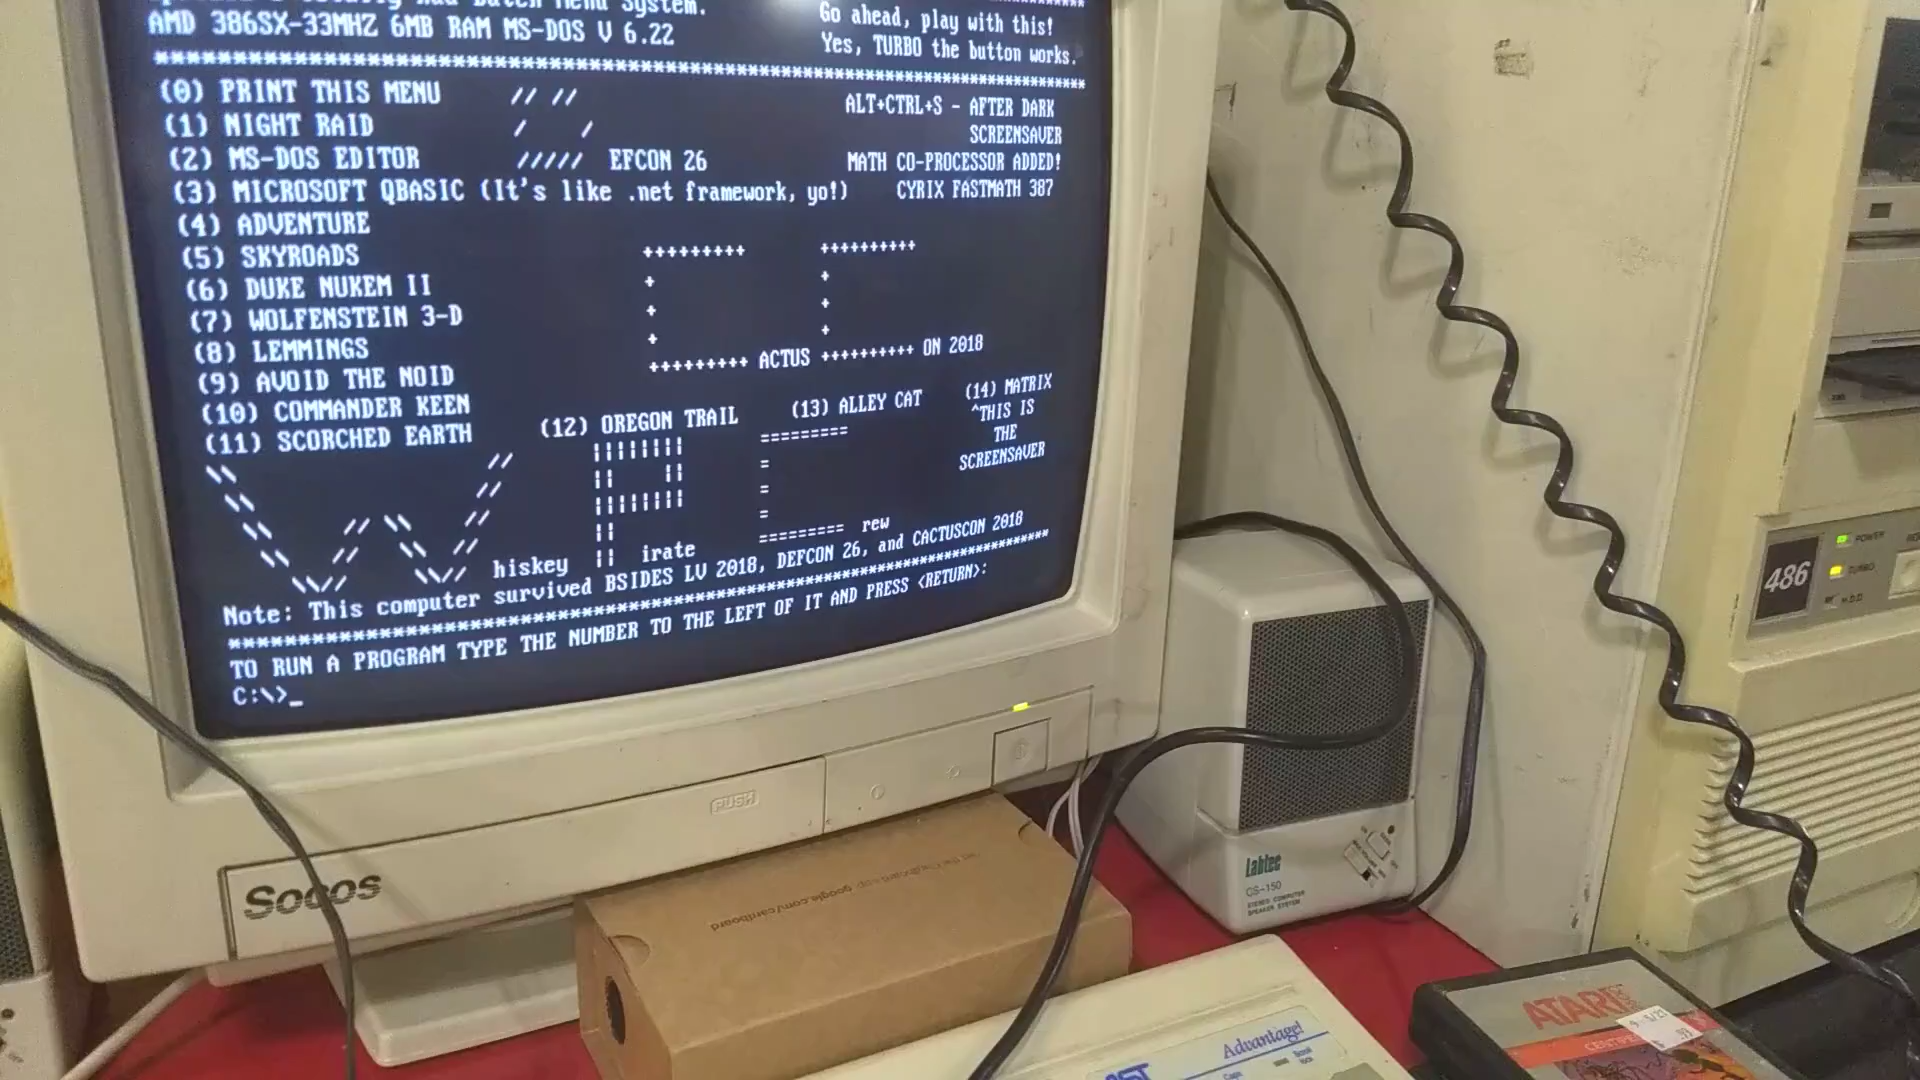 Menu System.
AMD 386SX-33MHZ 6MB RAM MS-DOS V 6.22
Go ahead, play with this!
Yes, TURBO the button works.
(0) PRINT THIS MENU
(1) NIGHT RAID
(2) MS-DOS EDITOR
EFCON 26
(3) MICROSOFT QBASIC (It's like .net framework, yo!)
(4) ADVENTURE
(5) SKYROADS
(6) DUKE NUKEM II
(7) WOLFENSTEIN 3-D
(8) LEMMINGS
(9) AVOID THE NOID
(10) COMMANDER KEEN
(11) SCORCHED EARTH
ALT+CTRL+S - AFTER DARK
SCREENSAVER
MATH CO-PROCESSOR ADDED!
CYRIX FASTMATH 387
ACTUS
ON 2018
(12) OREGON TRAIL
(13) ALLEY CAT
(14) MATRIX
^THIS IS
THE
SCREENSAVER
hiskey
irate
rew
Note: This computer survived BSIDES LV 2018, DEFCON 26, and CACTUSCON 2018
TO RUN A PROGRAM TYPE THE NUMBER TO THE LEFT OF IT AND PRESS <RETURN>:
C:\>_
PUSH
Socos
google.com/cardboard
Labtec
CS-150
STEREO COMPUTER
SPEAKER SYSTEM
486
POWER
TURBO
H.D.D
Advantage!
ATARI